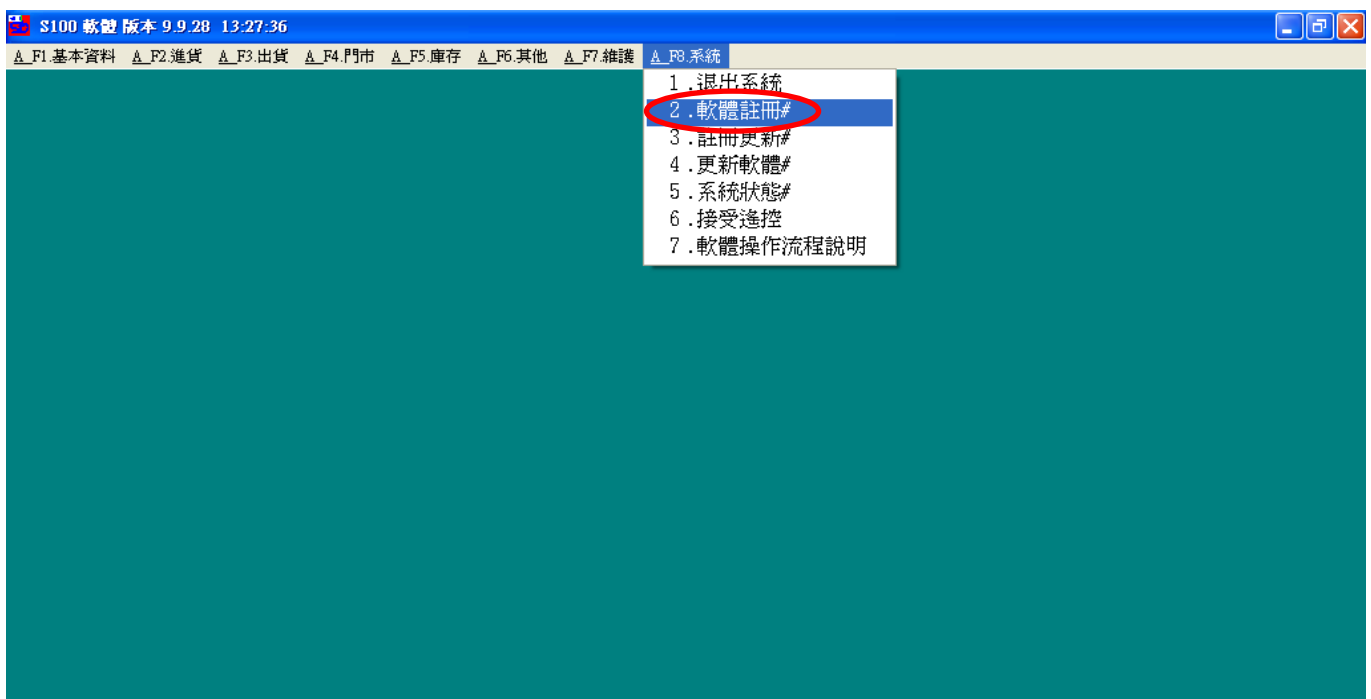 S100 軟體 版本 9.9.28 13:27:36
A_F1.基本資料 A_F2.進貨 A_F3.出貨 A_F4.門市 A_F5.庫存 A_F6.其他 A_F7.維護 A_F8.系統
1.退出系統
2.軟體註冊#
3.註冊更新#
4.更新軟體#
5.系統狀態#
6.接受遙控
7.軟體操作流程說明